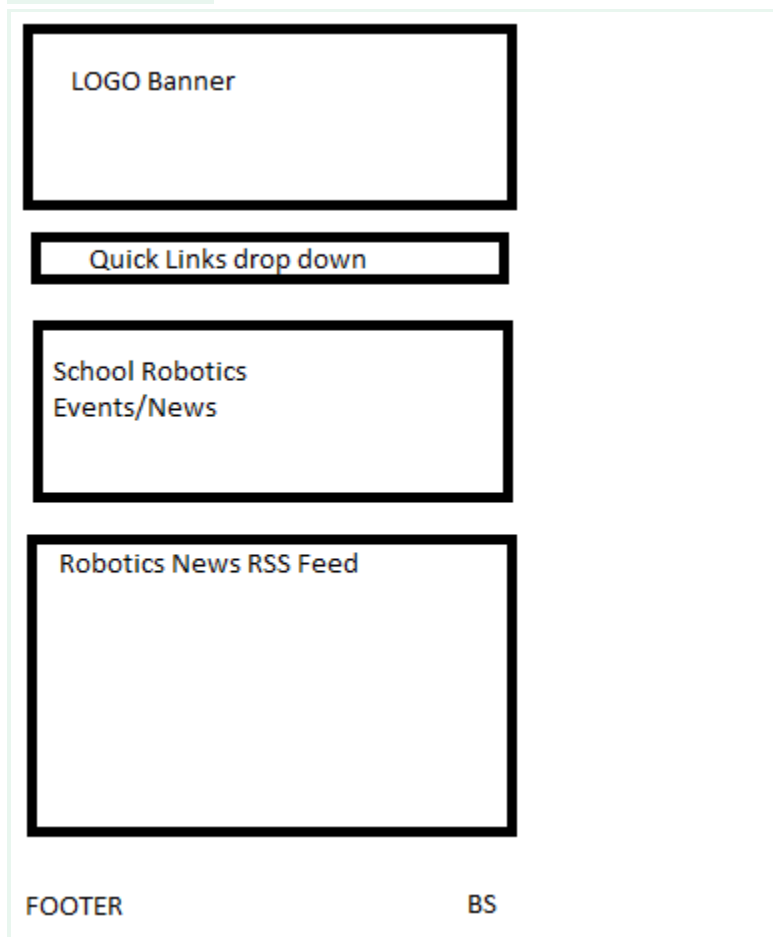 LOGO Banner
Quick Links drop down
School Robotics
Events/News
Robotics News RSS Feed
FOOTER BS